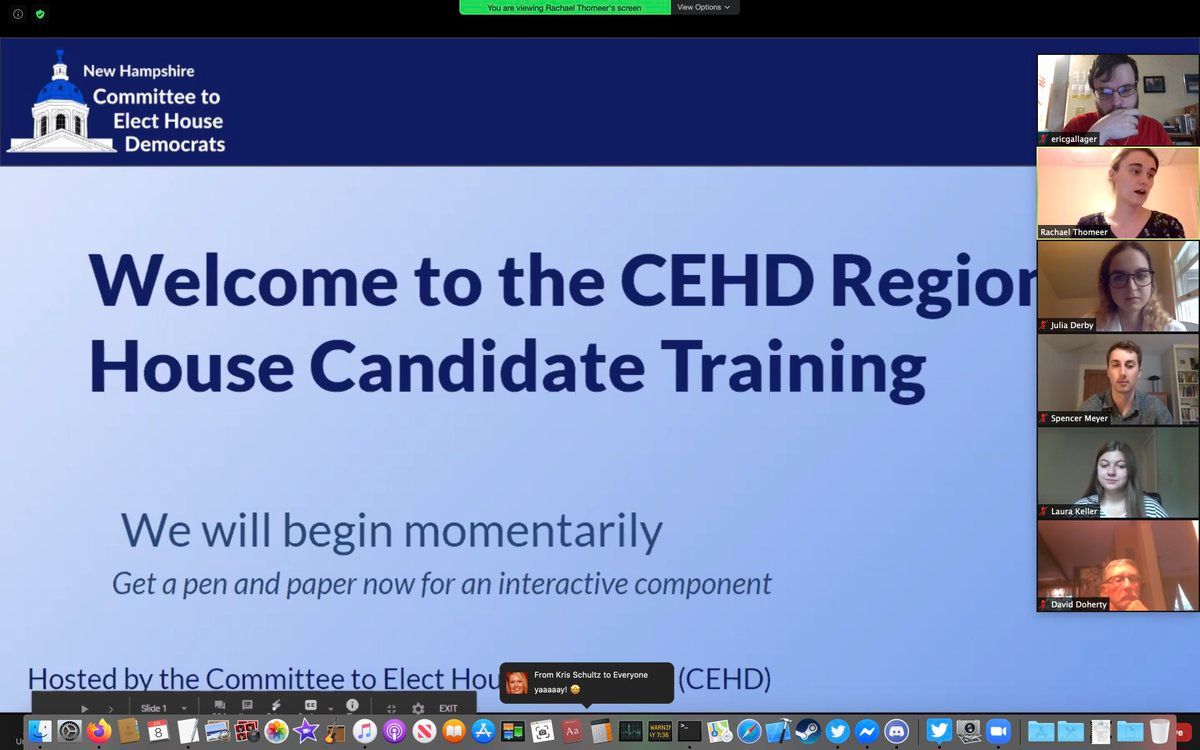 You are viewing Rachael Thomeer's screen
View Options
New Hampshire
Committee to
Elect House
Democrats
Welcome to the CEHD Region
House Candidate Training
We will begin momentarily
Get a pen and paper now for an interactive component
Hosted by the Committee to Elect Hou
(CEHD)
ericgallager
Rachael Thomeer
Julia Derby
Spencer Meyer
Laura Keller
David Doherty
From Kris Schultz to Everyone
yaaaaay! 😀
Slide 1
EXIT
8
Aa
WARNIN
AY 7:36